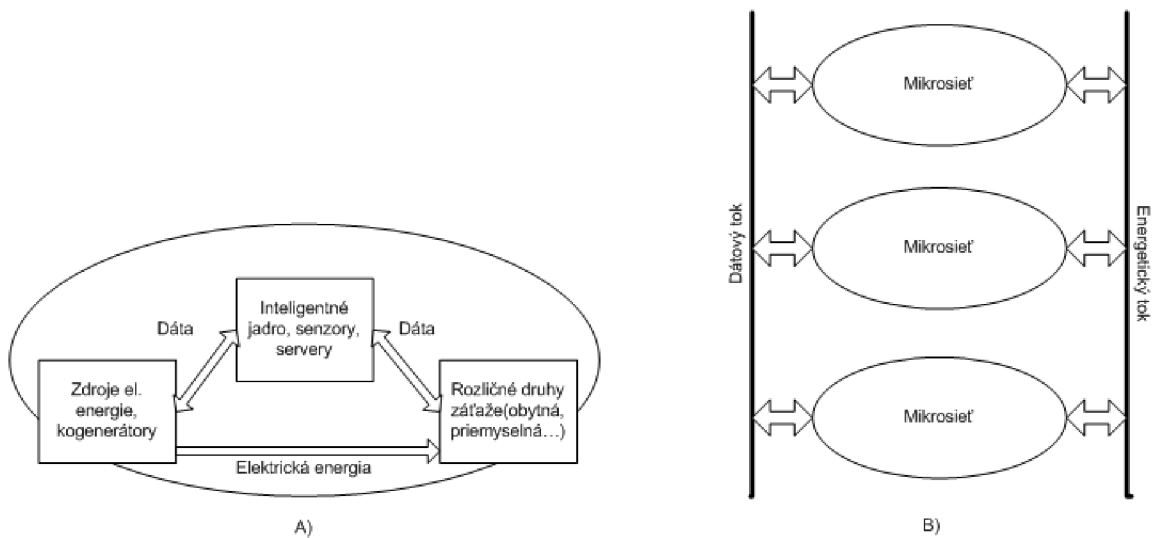 Inteligentné
jadro, senzory,
servery
Dáta
Dáta
Zdroje el.
energie,
kogenerátory
Rozličné druhy
záťaže(obytná,
priemyselná…)
Elektrická energia
A)
Mikrosieť
Mikrosieť
Mikrosieť
Dátový tok
Energetický tok
B)